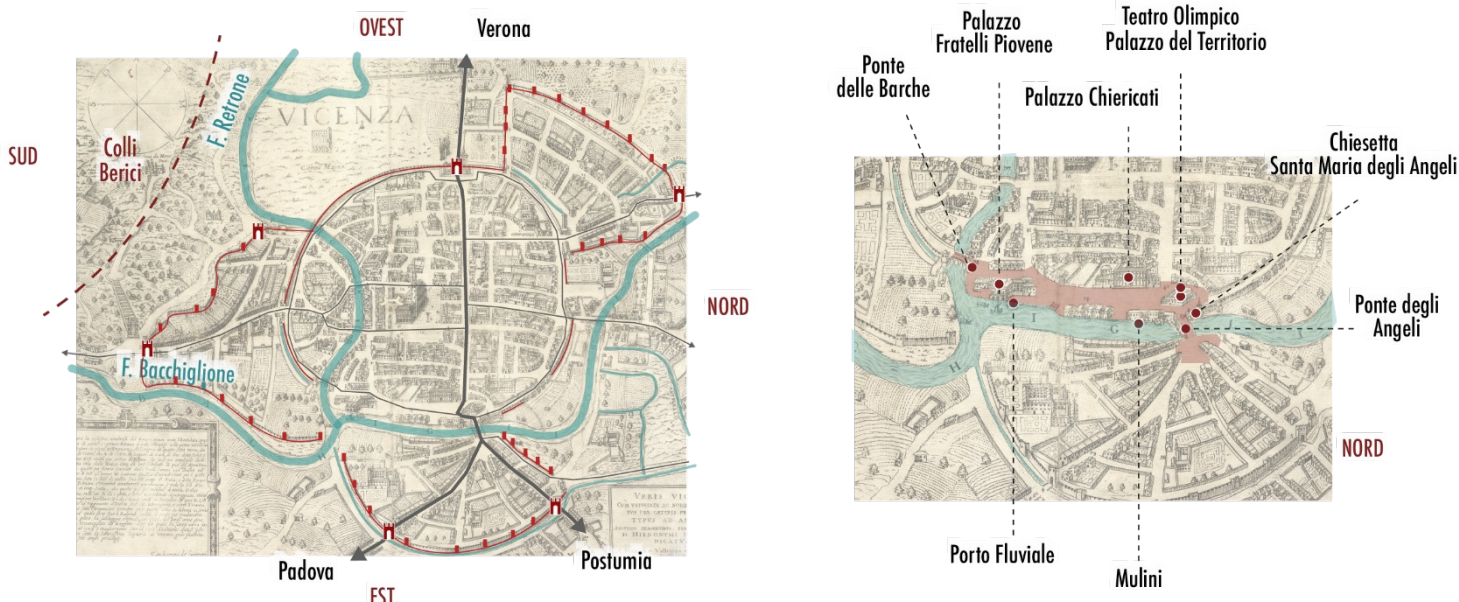 OVEST
Verona
F. Retrone
VICENZA
SUD
Colli
Berici
NORD
F. Bacchiglione
Padova
Postumia
EST
Palazzo
Fratelli Piovene
Teatro Olimpico
Palazzo del Territorio
Ponte
delle Barche
Palazzo Chiericati
Chiesetta
Santa Maria degli Angeli
Ponte degli
Angeli
I
G
H
NORD
Porto Fluviale
Mulini